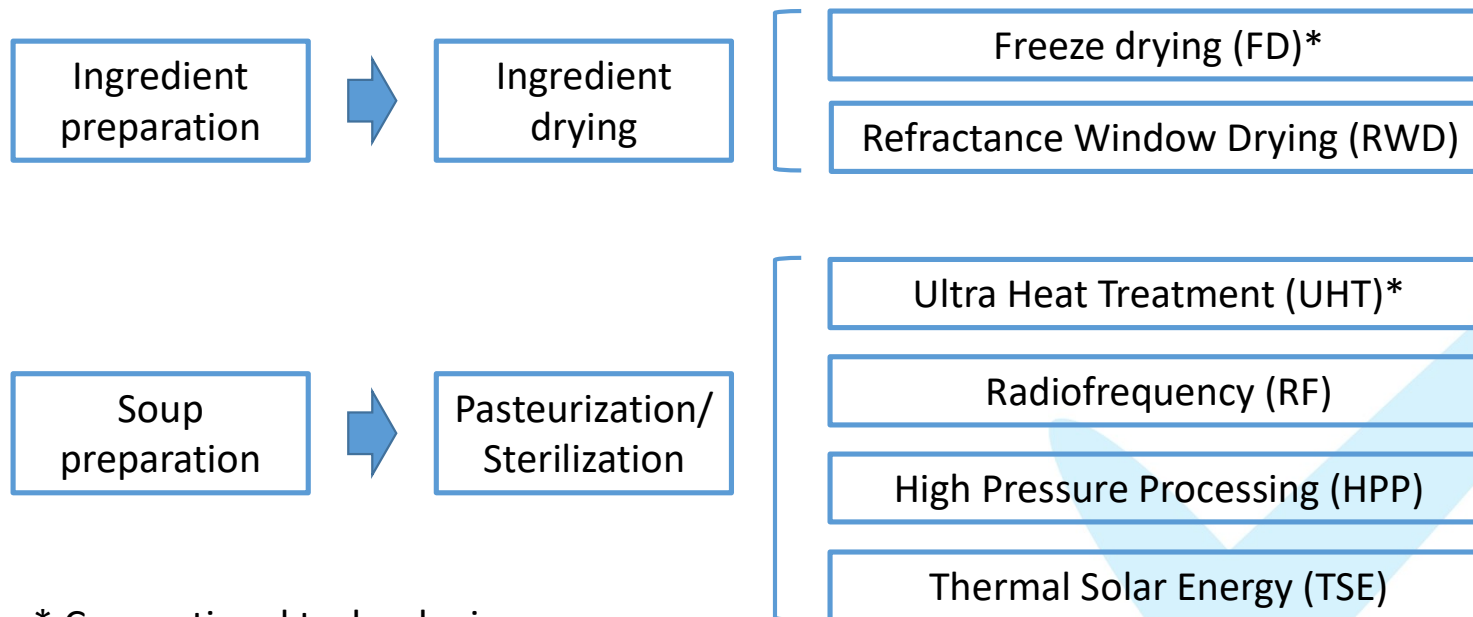 Ingredient
preparation
Ingredient
drying
Freeze drying (FD)*
Refractance Window Drying (RWD)
Soup
preparation
Pasteurization/
Sterilization
Ultra Heat Treatment (UHT)*
Radiofrequency (RF)
High Pressure Processing (HPP)
Thermal Solar Energy (TSE)